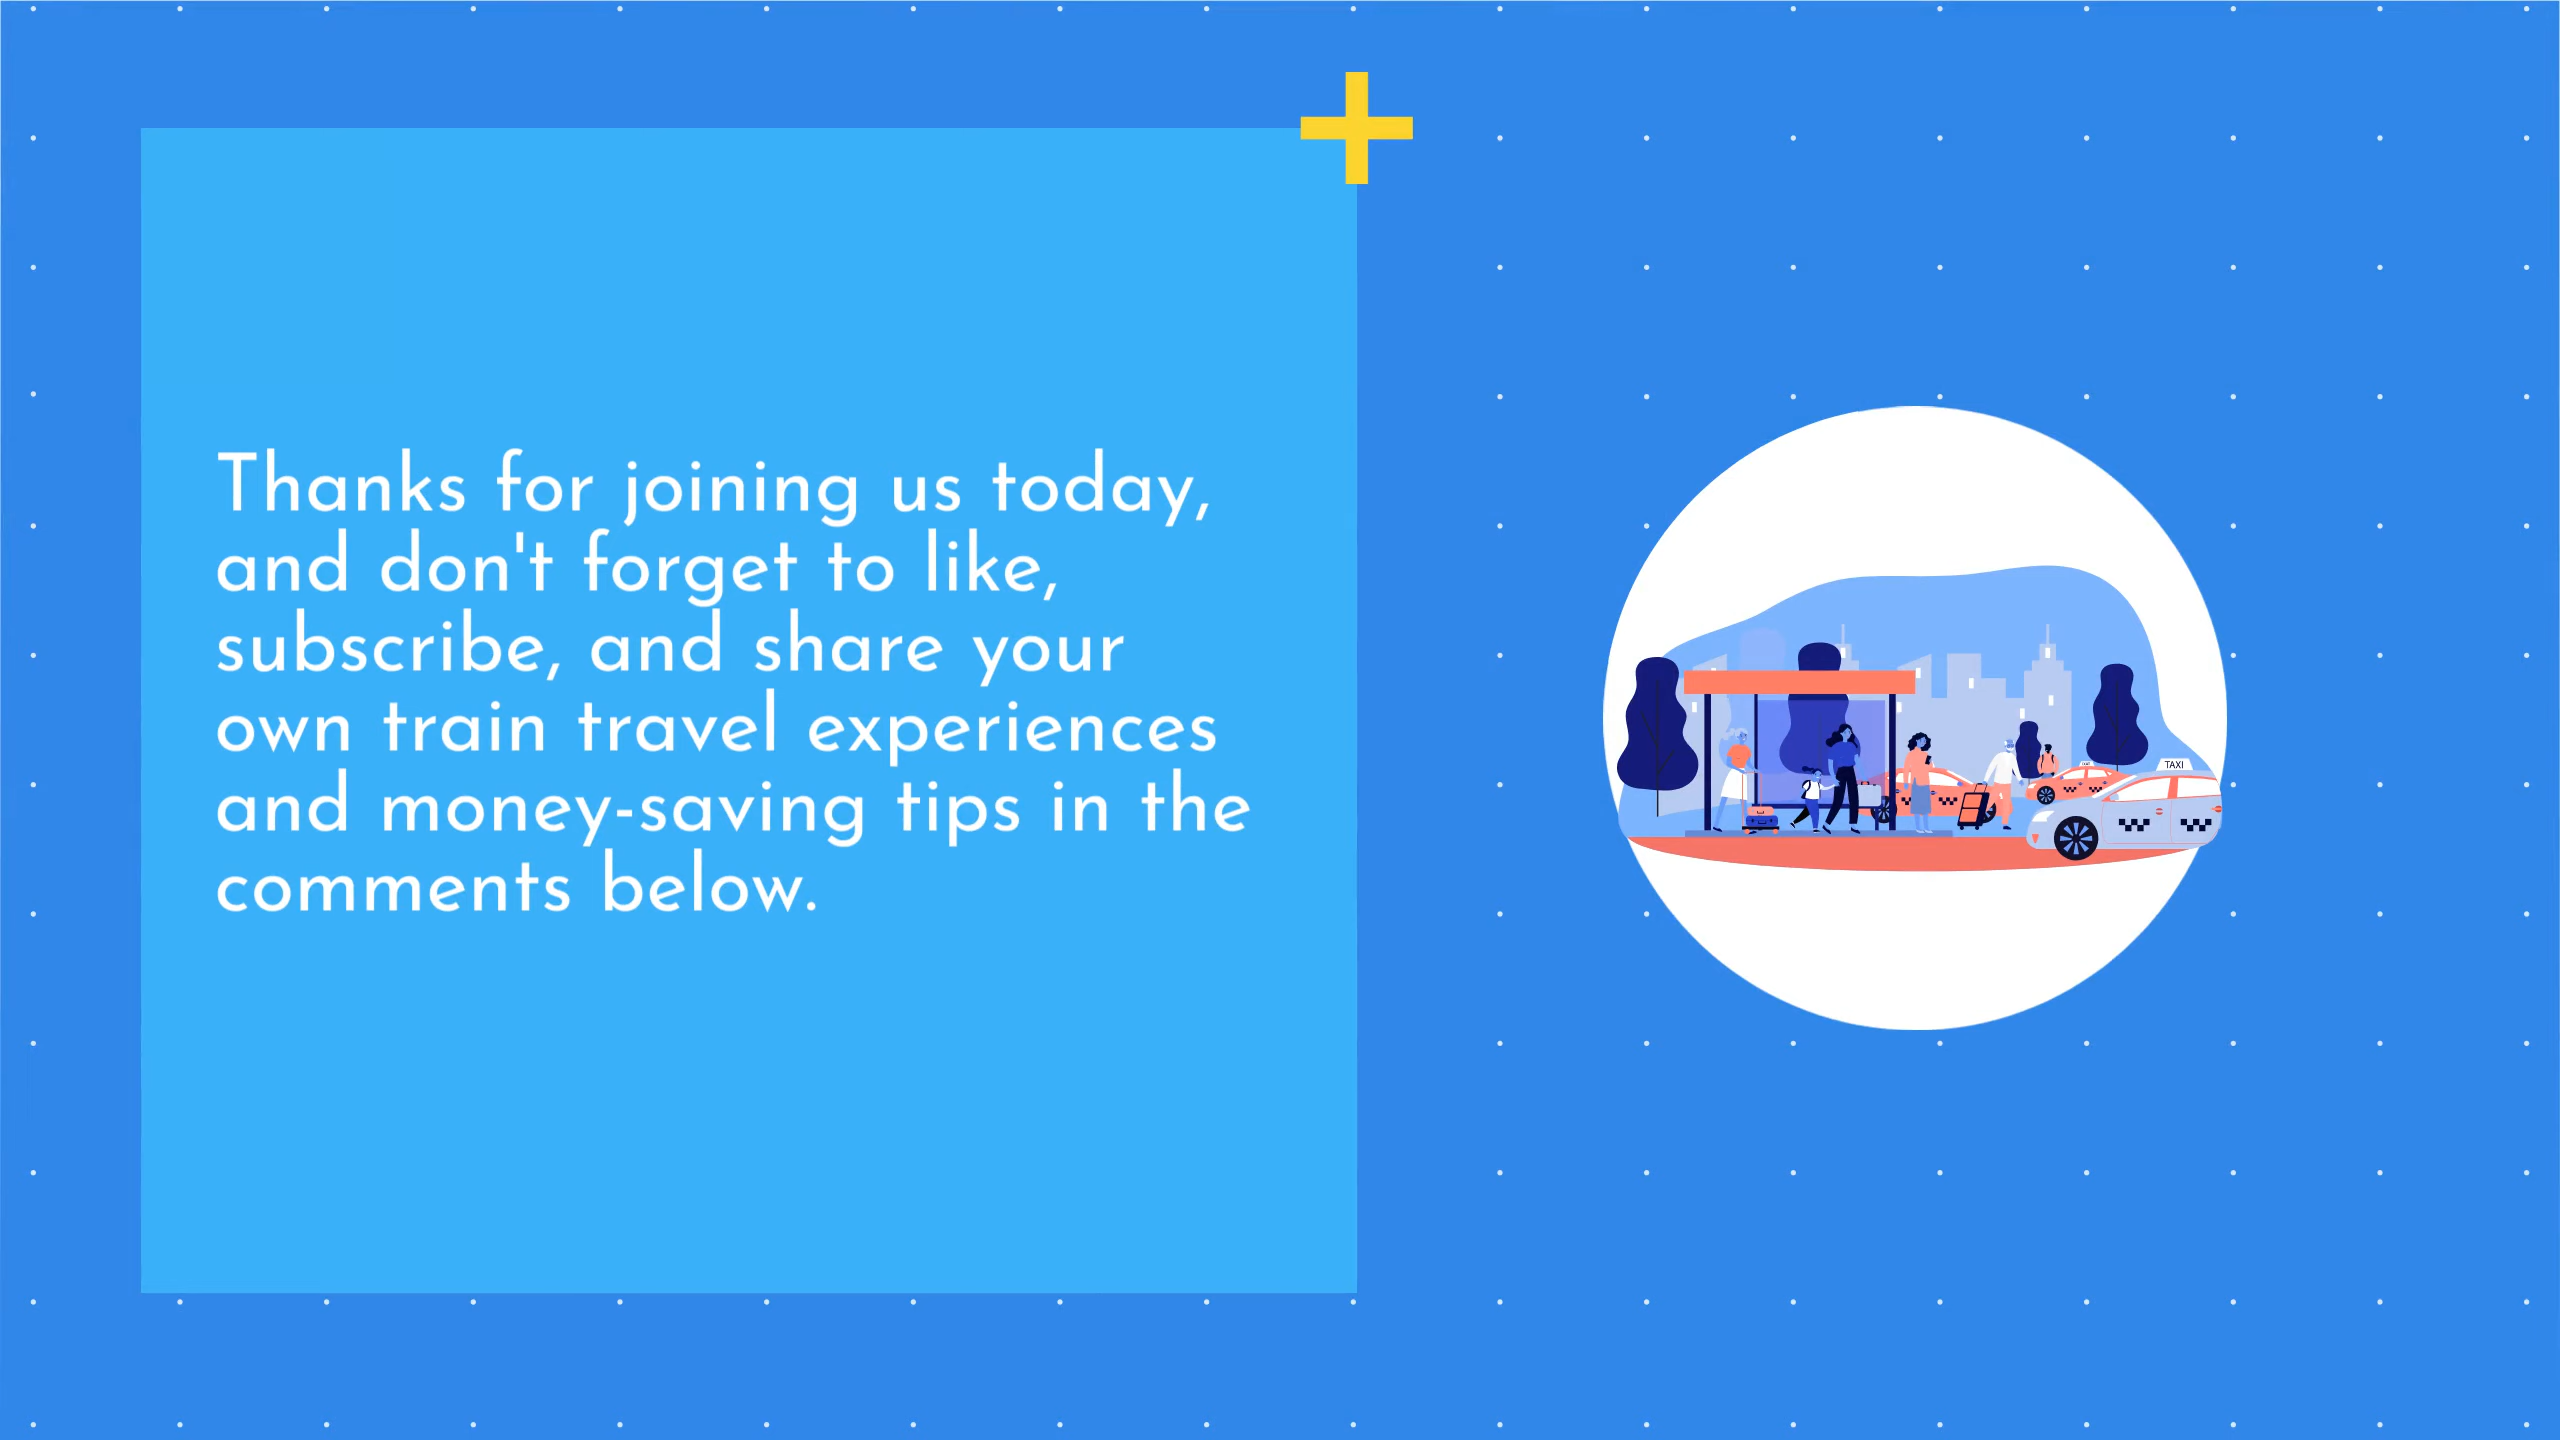 Thanks for joining us today,
and don't forget to like,
subscribe, and share your
own train travel experiences
and money-saving tips in the
comments below.
TAXI